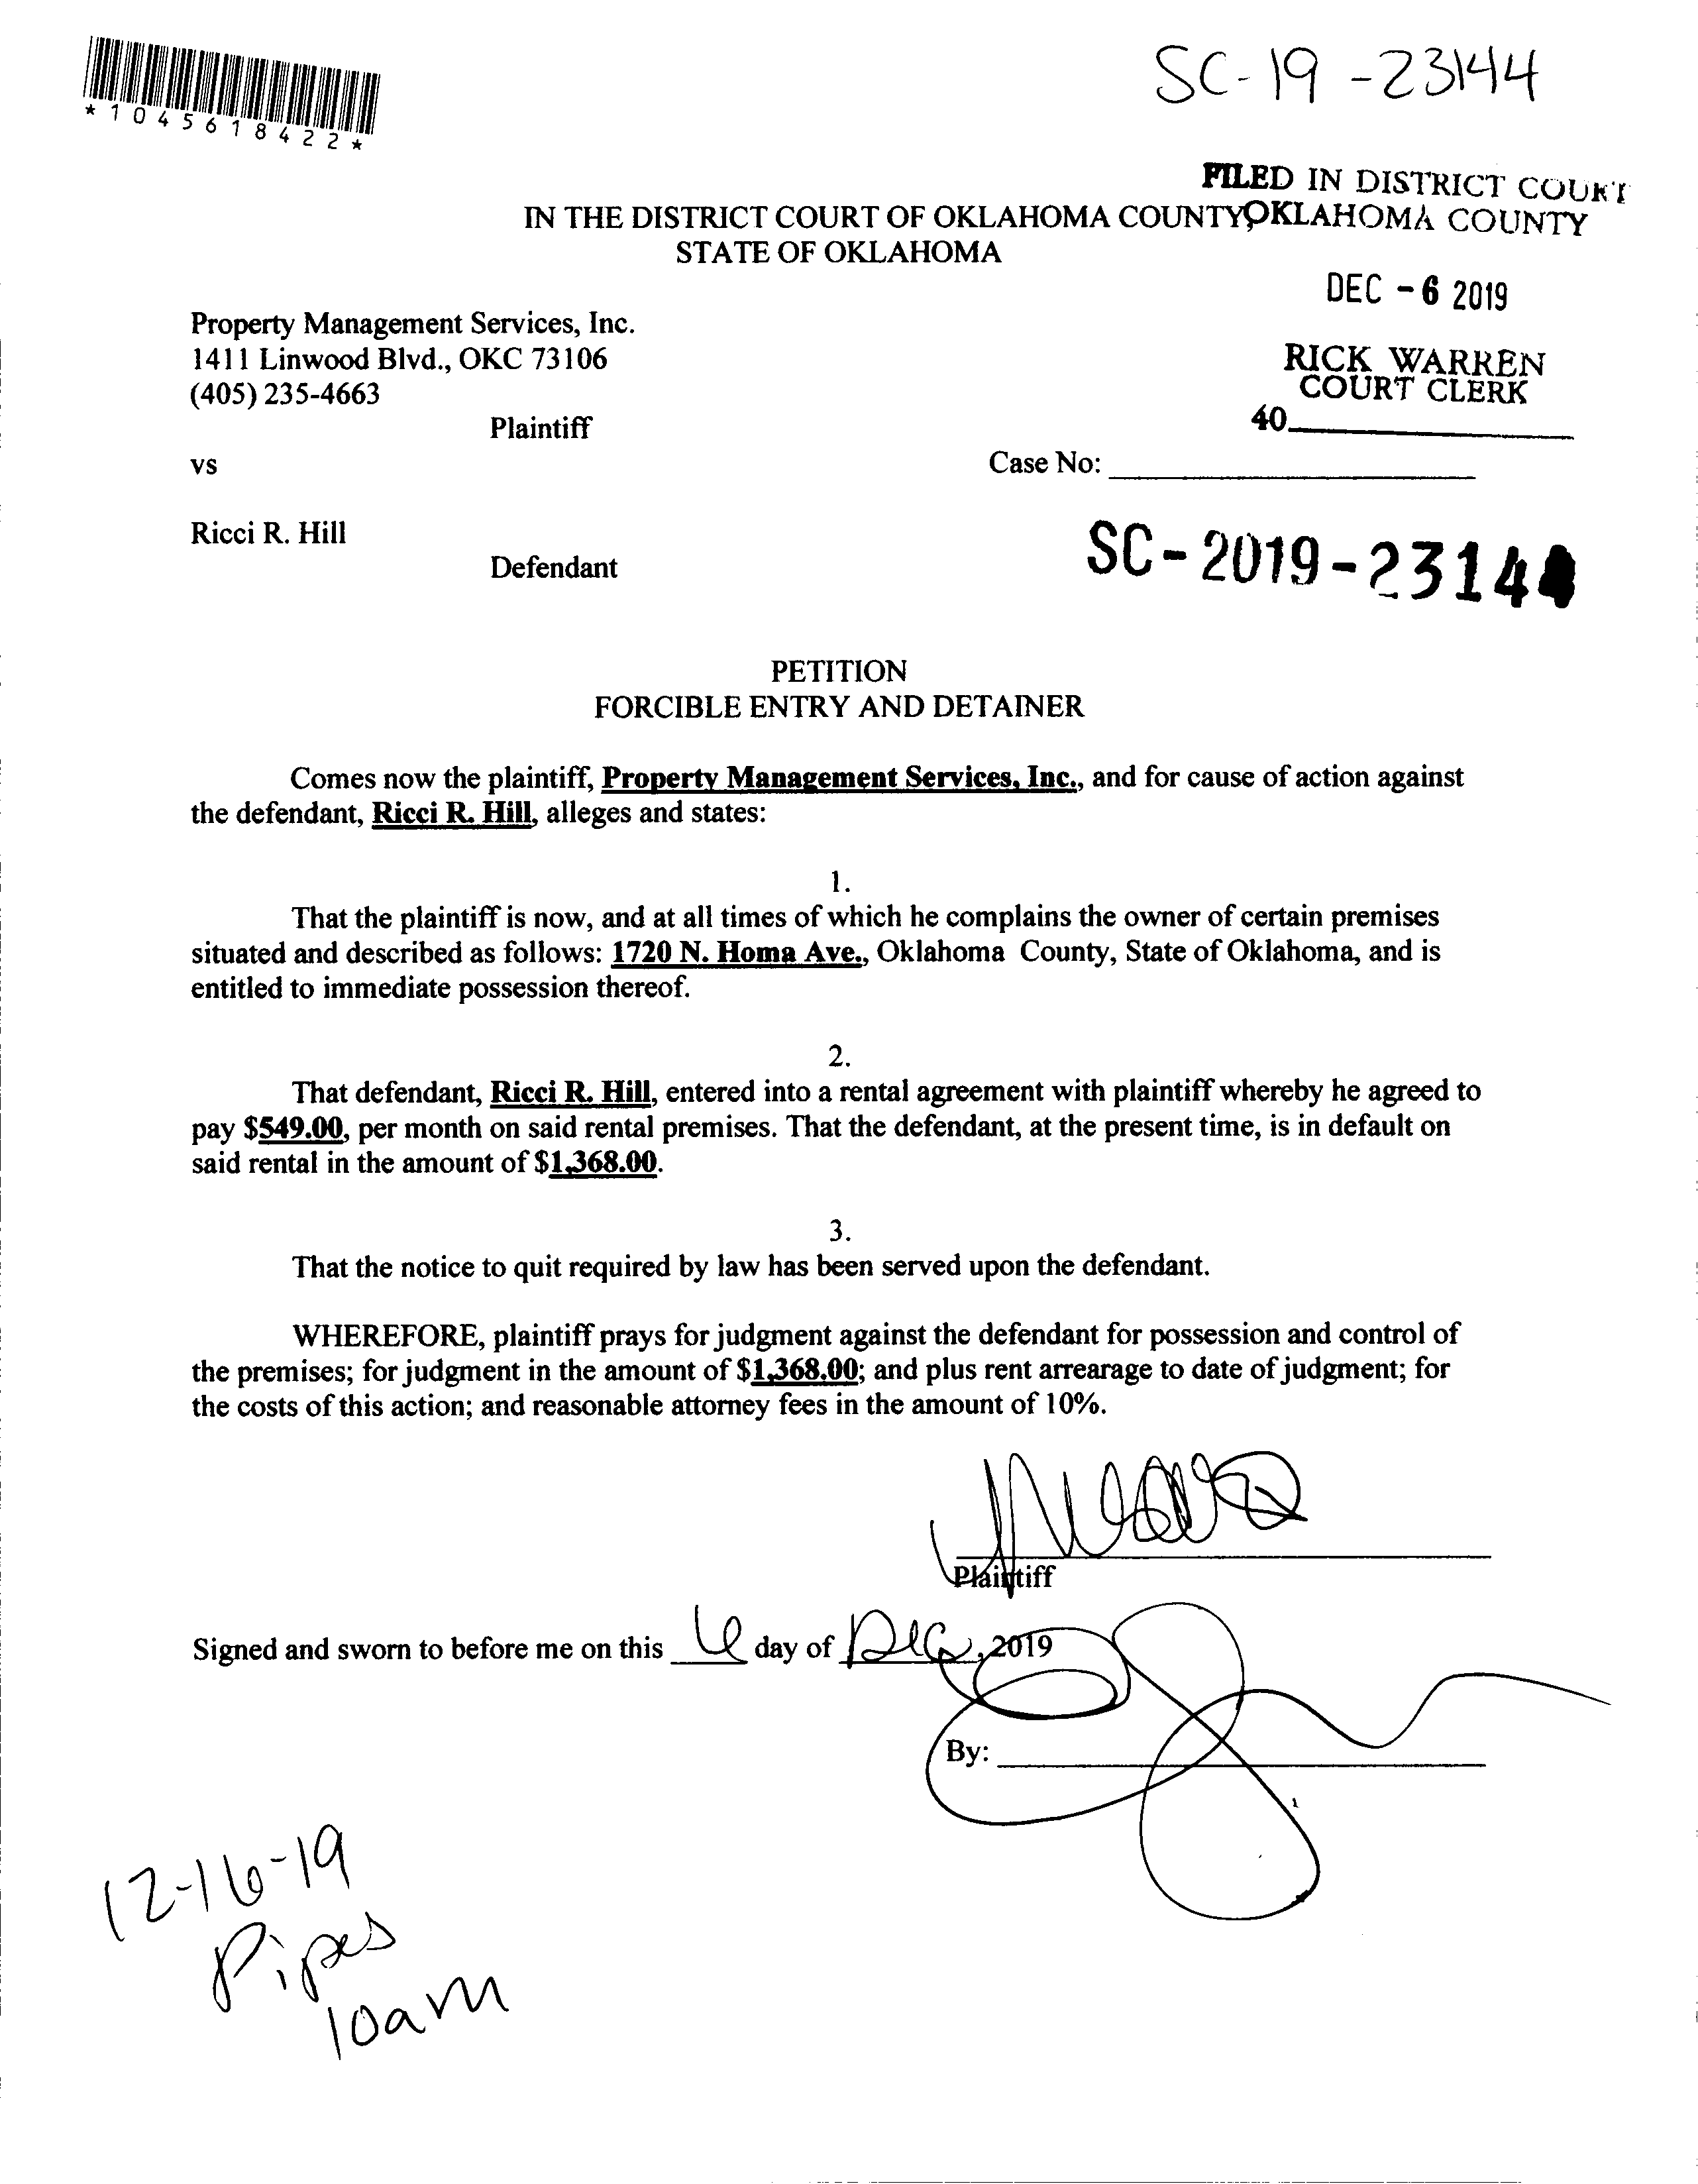 *1045618422*
SC-19-23144
FILED IN DISTRICT COURT
OKLAHOMA COUNTY
IN THE DISTRICT COURT OF OKLAHOMA COUNTY
STATE OF OKLAHOMA
DEC - 6 2019
RICK WARREN
COURT CLERK
40
Property Management Services, Inc.
1411 Linwood Blvd., OKC 73106
(405) 235-4663
Plaintiff
vs
Case No:
Ricci R. Hill
Defendant
SC-2019-23144
PETITION
FORCIBLE ENTRY AND DETAINER
Comes now the plaintiff, Property Management Services, Inc., and for cause of action against
the defendant, Ricci R. Hill, alleges and states:
1.
That the plaintiff is now, and at all times of which he complains the owner of certain premises
situated and described as follows: 1720 N. Homa Ave., Oklahoma County, State of Oklahoma, and is
entitled to immediate possession thereof.
2.
That defendant, Ricci R. Hill, entered into a rental agreement with plaintiff whereby he agreed to
pay $549.00, per month on said rental premises. That the defendant, at the present time, is in default on
said rental in the amount of $1,368.00.
3.
That the notice to quit required by law has been served upon the defendant.
WHEREFORE, plaintiff prays for judgment against the defendant for possession and control of
the premises; for judgment in the amount of $1,368.00; and plus rent arrearage to date of judgment; for
the costs of this action; and reasonable attorney fees in the amount of 10%.
Plaintiff
Signed and sworn to before me on this 6 day of Dec, 2019
By:
12-16-19
Pipes
10am